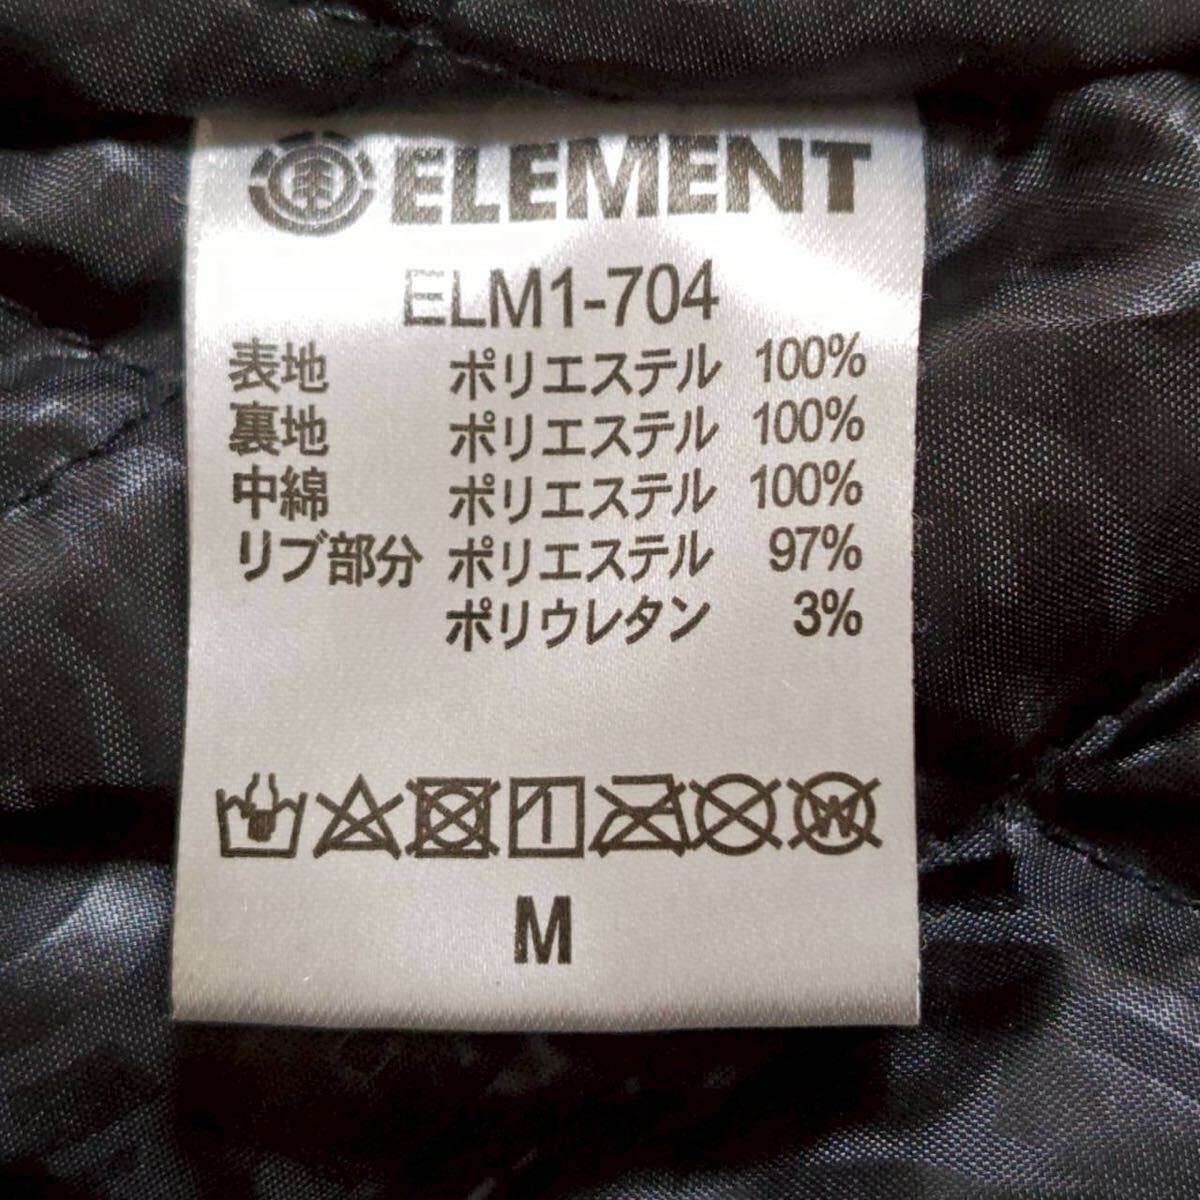 ELEMENT
ELM1-704
表地 ポリエステル 100%
裏地 ポリエステル 100%
中綿 ポリエステル 100%
リブ部分 ポリエステル 97%
ポリウレタン 3%
W
M